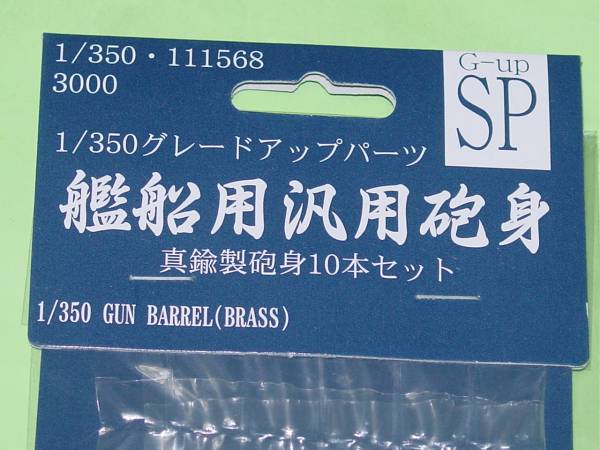 1/350・111568
3000
G-up
SP
1/350グレードアップパーツ
艦船用汎用砲身
真鍮製砲身10本セット
1/350 GUN BARREL(BRASS)